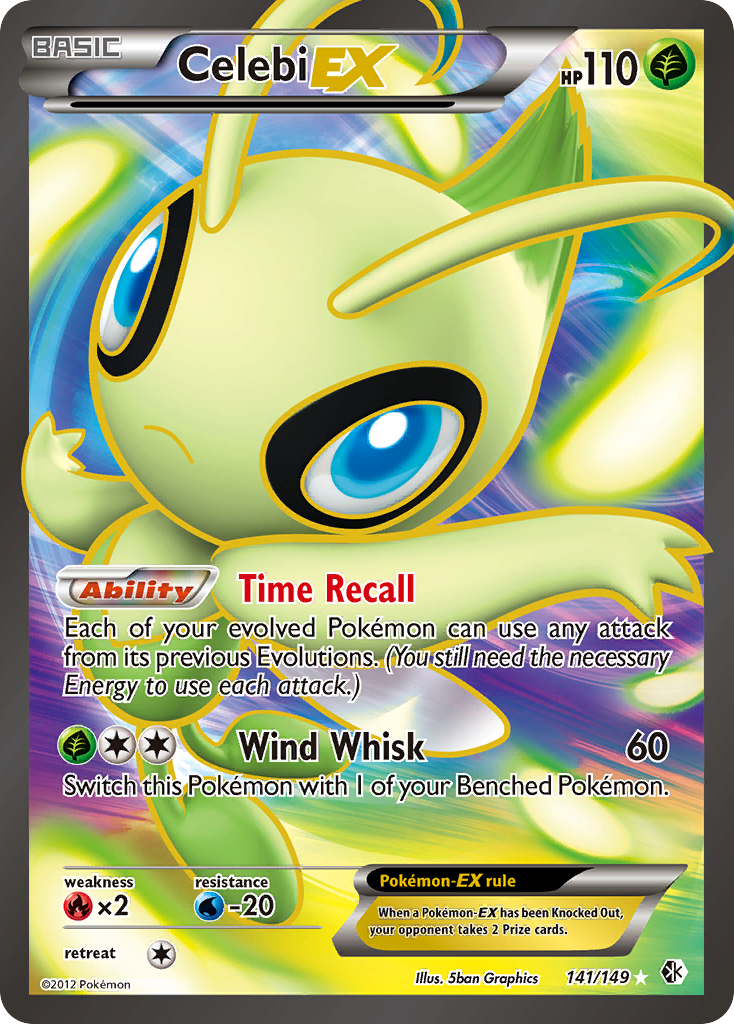 BASIC
Celebi EX
HP110
Ability Time Recall
Each of your evolved Pokémon can use any attack
from its previous Evolutions. (You still need the necessary
Energy to use each attack.)
Wind Whisk 60
Switch this Pokémon with 1 of your Benched Pokémon.
weakness resistance
×2 -20
retreat
Pokémon-EX rule
When a Pokémon-EX has been Knocked Out,
your opponent takes 2 Prize cards.
©2012 Pokémon
Illus. 5ban Graphics 141/149